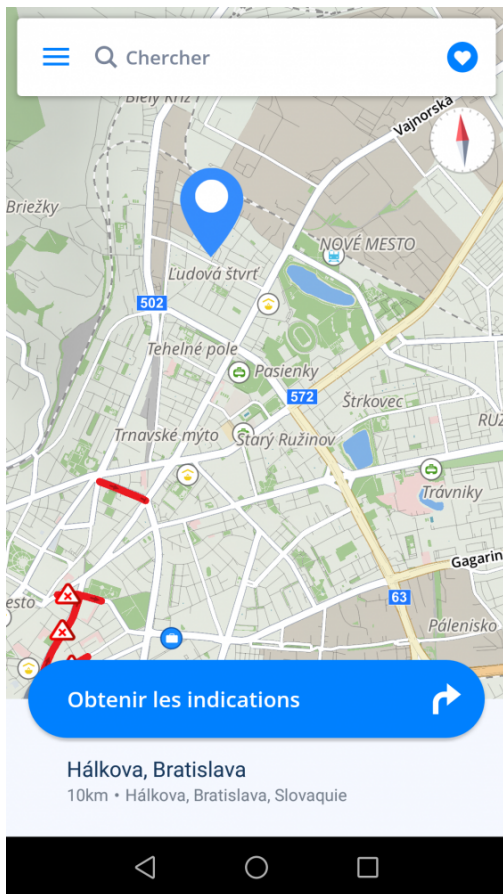 Chercher
Biely Kríž I
Vajnorská
Briežky
NOVÉ MESTO
Ľudová štvrť
502
Tehelné pole
Pasienky
572
Štrkovec
Trnavské mýto
Starý Ružinov
RUŽ
Trávniky
Gagarin
63
esto
Pálenisko
Obtenir les indications
Hálkova, Bratislava
10km • Hálkova, Bratislava, Slovaquie